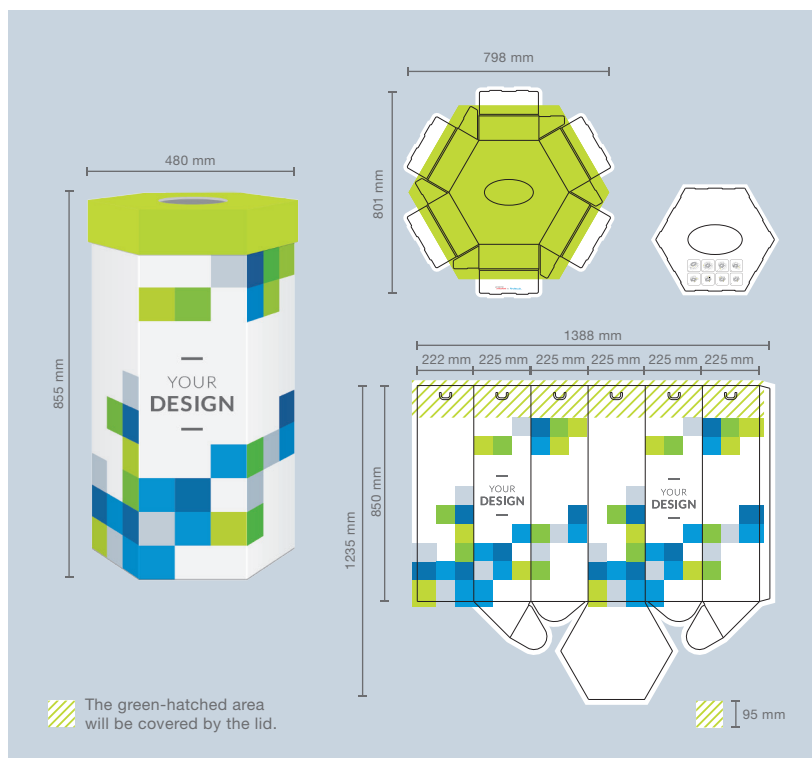 798 mm
480 mm
801 mm
855 mm
YOUR
DESIGN
1388 mm
222 mm 225 mm 225 mm 225 mm 225 mm 225 mm
1235 mm
850 mm
YOUR
DESIGN
YOUR
DESIGN
The green-hatched area
will be covered by the lid.
95 mm